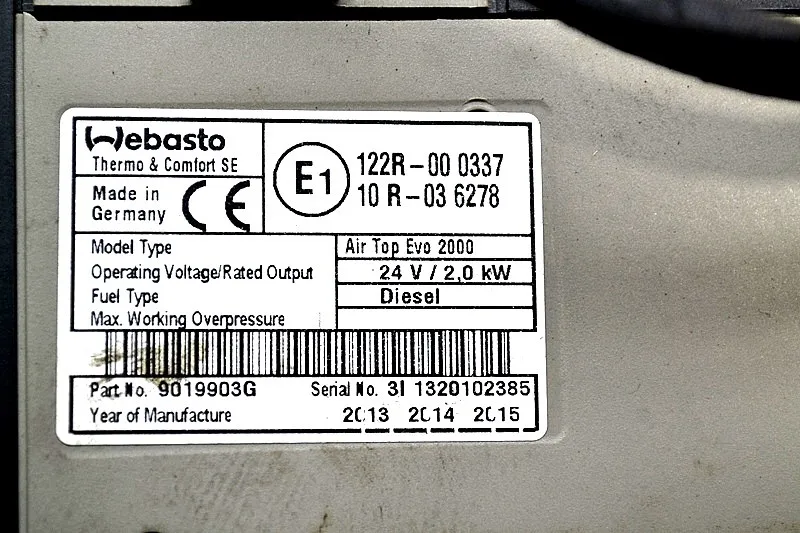 Webasto
Thermo & Comfort SE
Made in
Germany
CE
E1
122R-00 0337
10 R-03 6278
Model Type Air Top Evo 2000
Operating Voltage/Rated Output 24 V / 2,0 kW
Fuel Type Diesel
Max. Working Overpressure
Part No. 9019903G Serial No. 3I 1320102385
Year of Manufacture 2013 2014 2015